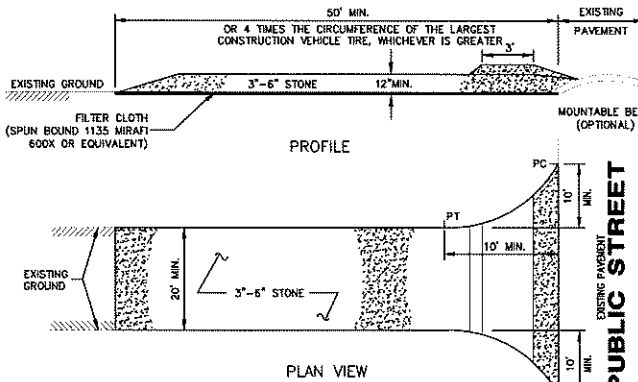 50' MIN.
OR 4 TIMES THE CIRCUMFERENCE OF THE LARGEST
CONSTRUCTION VEHICLE TIRE, WHICHEVER IS GREATER
EXISTING
PAVEMENT
3'
EXISTING GROUND
3"-6" STONE
12"MIN.
FILTER CLOTH
(SPUN BOUND 1135 MIRAFI
600X OR EQUIVALENT)
MOUNTABLE BE
(OPTIONAL)
PROFILE
PC
10'
MIN.
PT
10' MIN.
EXISTING
GROUND
20' MIN.
3"-6" STONE
EXISTING PAVEMENT
PUBLIC STREET
10'
MIN.
PLAN VIEW